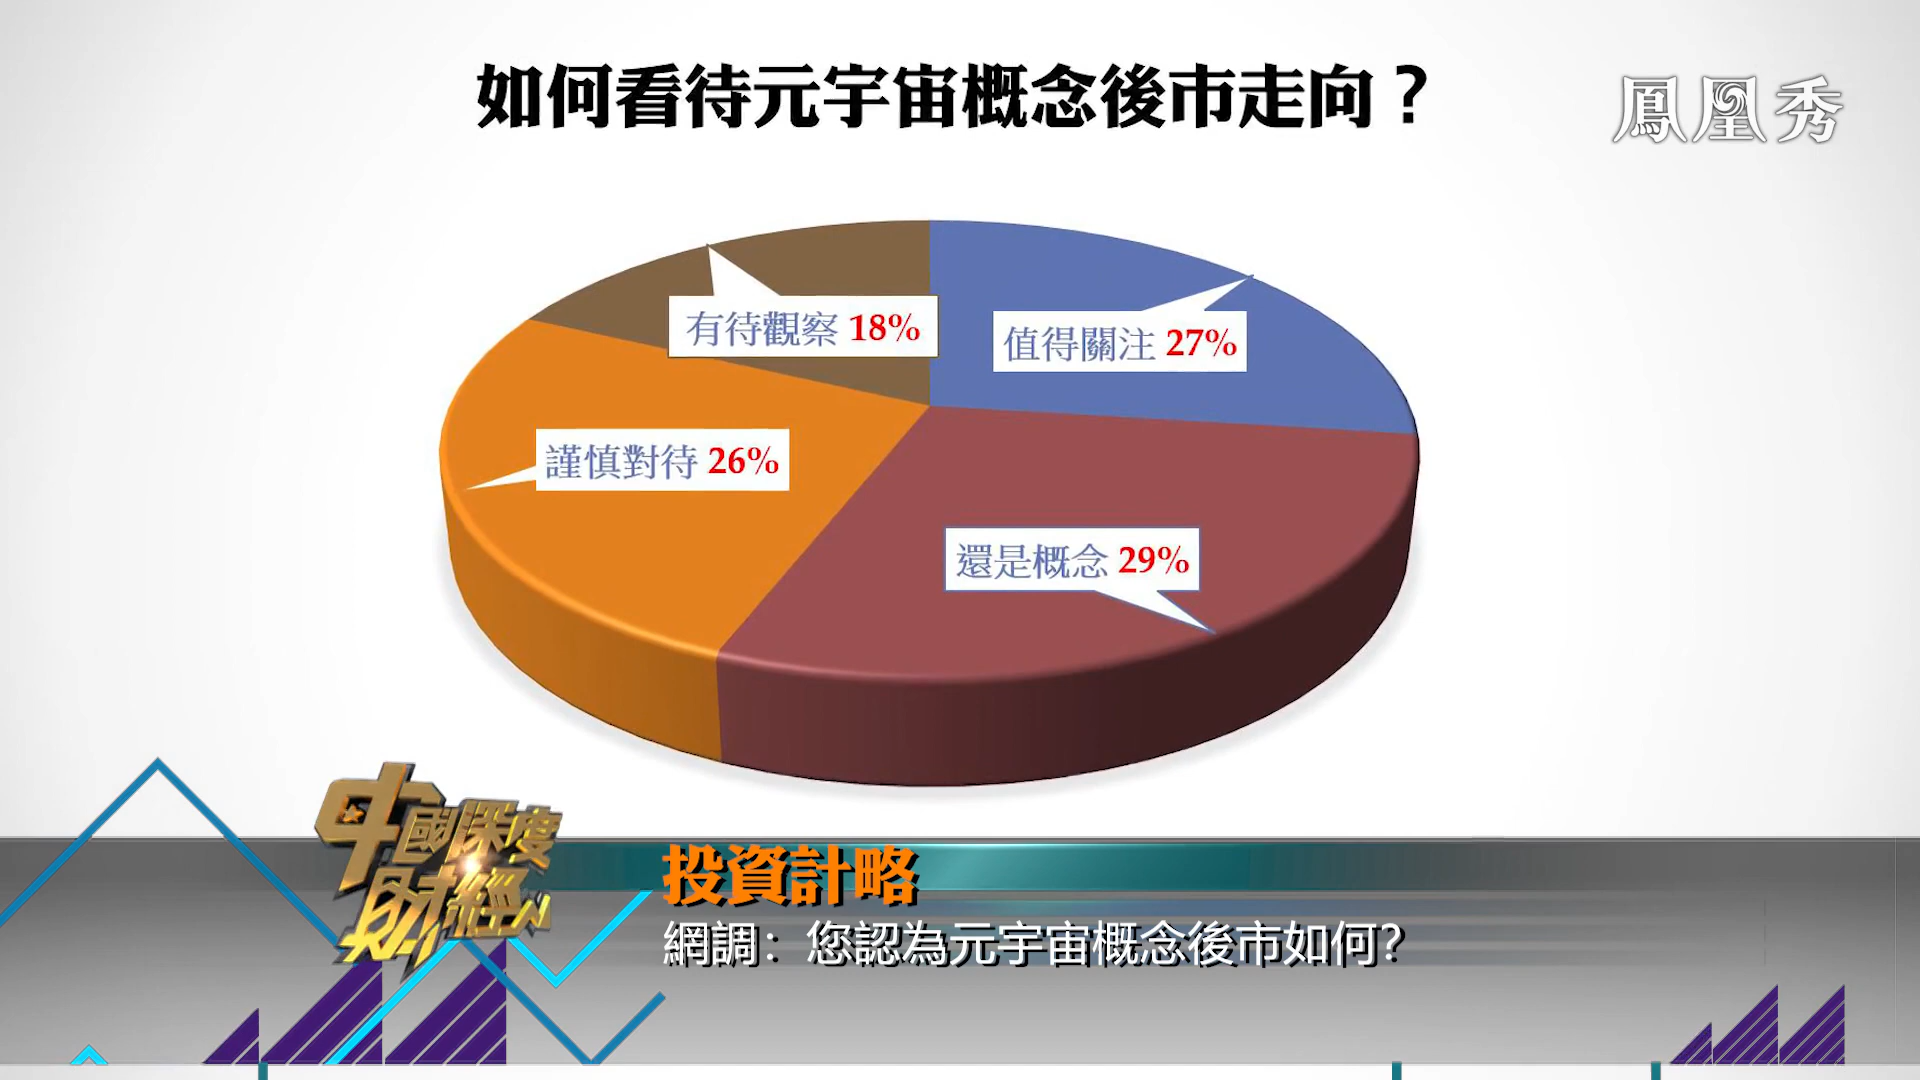 如何看待元宇宙概念後市走向？
鳳凰秀
有待觀察 18%
值得關注 27%
謹慎對待 26%
還是概念 29%
中國深度
財經
投資計略
網調：您認為元宇宙概念後市如何？